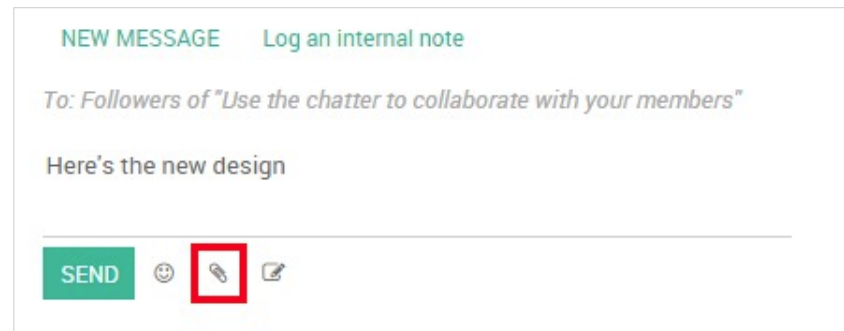 NEW MESSAGE Log an internal note
To: Followers of "Use the chatter to collaborate with your members"
Here's the new design
SEND